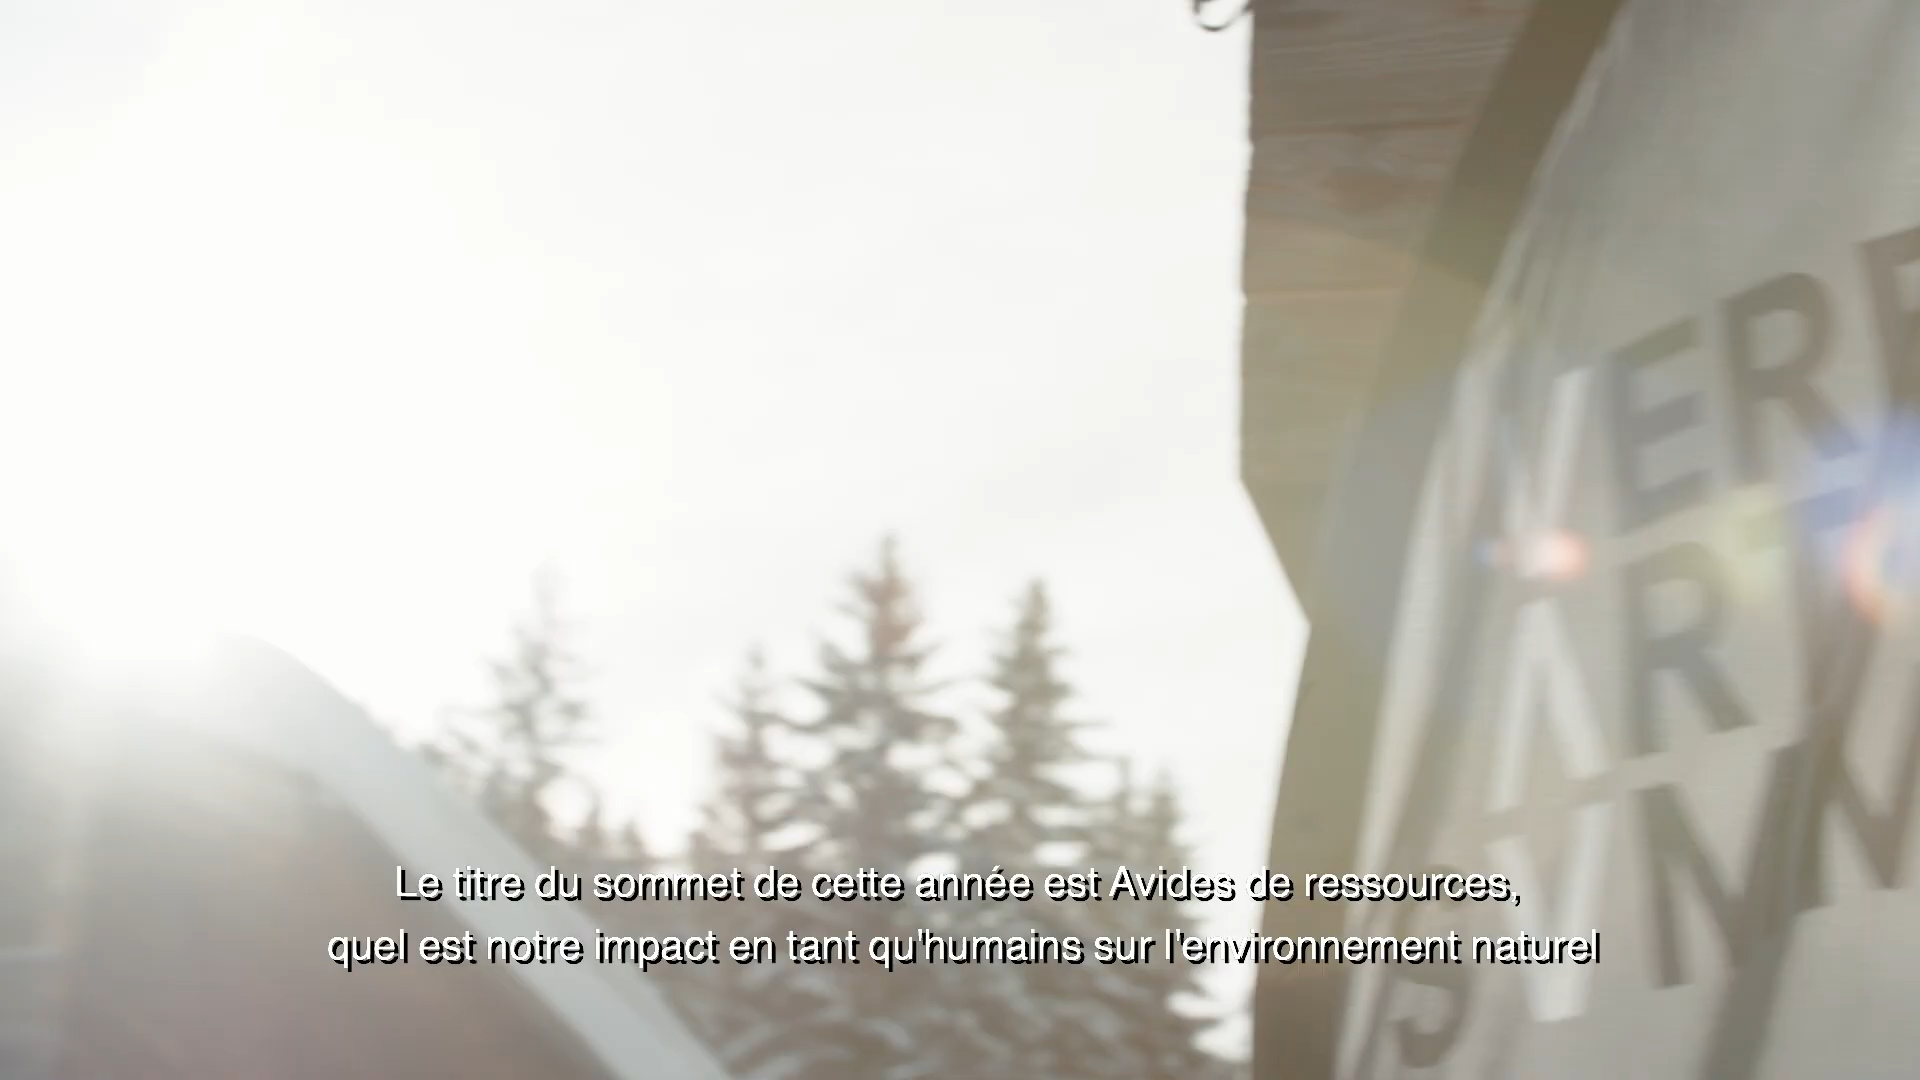 Le titre du sommet de cette année est Avides de ressources,
quel est notre impact en tant qu'humains sur l'environnement naturel